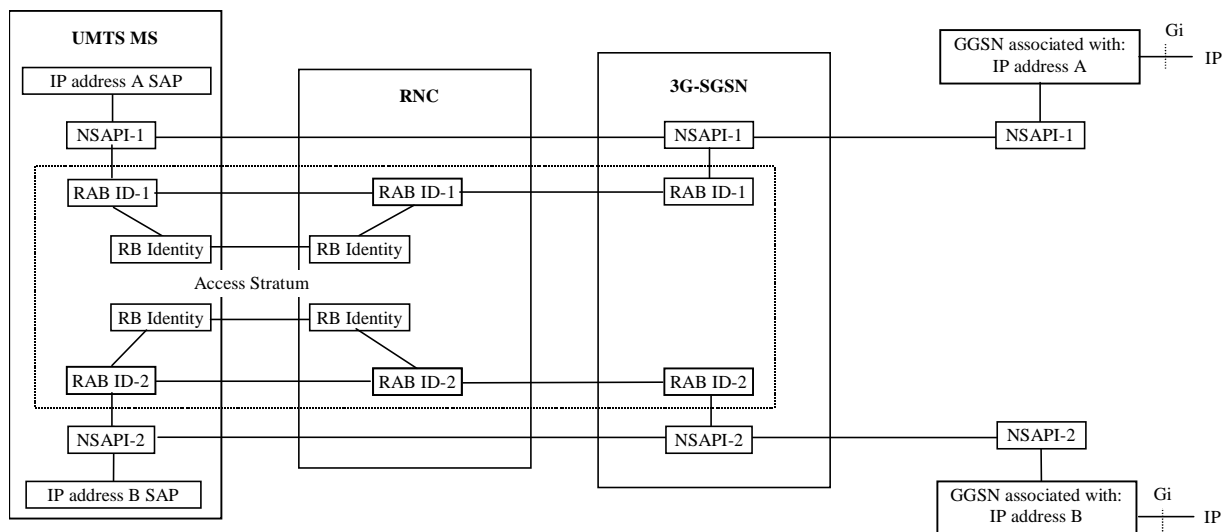 UMTS MS
IP address A SAP
NSAPI-1
RAB ID-1
RB Identity
RNC
RAB ID-1
RB Identity
3G-SGSN
NSAPI-1
RAB ID-1
GGSN associated with:
IP address A
Gi
IP
NSAPI-1
Access Stratum
RB Identity
RAB ID-2
NSAPI-2
IP address B SAP
RB Identity
RAB ID-2
RAB ID-2
NSAPI-2
NSAPI-2
GGSN associated with:
IP address B
Gi
IP